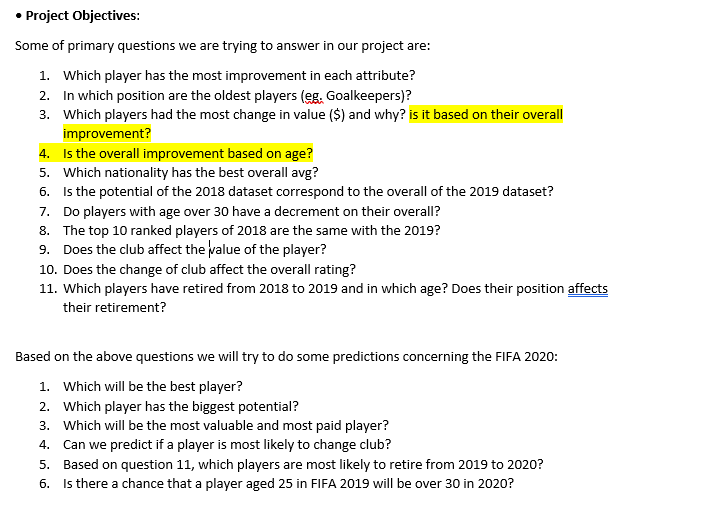 • Project Objectives:
Some of primary questions we are trying to answer in our project are:
1. Which player has the most improvement in each attribute?
2. In which position are the oldest players (eg. Goalkeepers)?
3. Which players had the most change in value ($) and why? is it based on their overall
improvement?
4. Is the overall improvement based on age?
5. Which nationality has the best overall avg?
6. Is the potential of the 2018 dataset correspond to the overall of the 2019 dataset?
7. Do players with age over 30 have a decrement on their overall?
8. The top 10 ranked players of 2018 are the same with the 2019?
9. Does the club affect the value of the player?
10. Does the change of club affect the overall rating?
11. Which players have retired from 2018 to 2019 and in which age? Does their position affects
their retirement?
Based on the above questions we will try to do some predictions concerning the FIFA 2020:
1. Which will be the best player?
2. Which player has the biggest potential?
3. Which will be the most valuable and most paid player?
4. Can we predict if a player is most likely to change club?
5. Based on question 11, which players are most likely to retire from 2019 to 2020?
6. Is there a chance that a player aged 25 in FIFA 2019 will be over 30 in 2020?